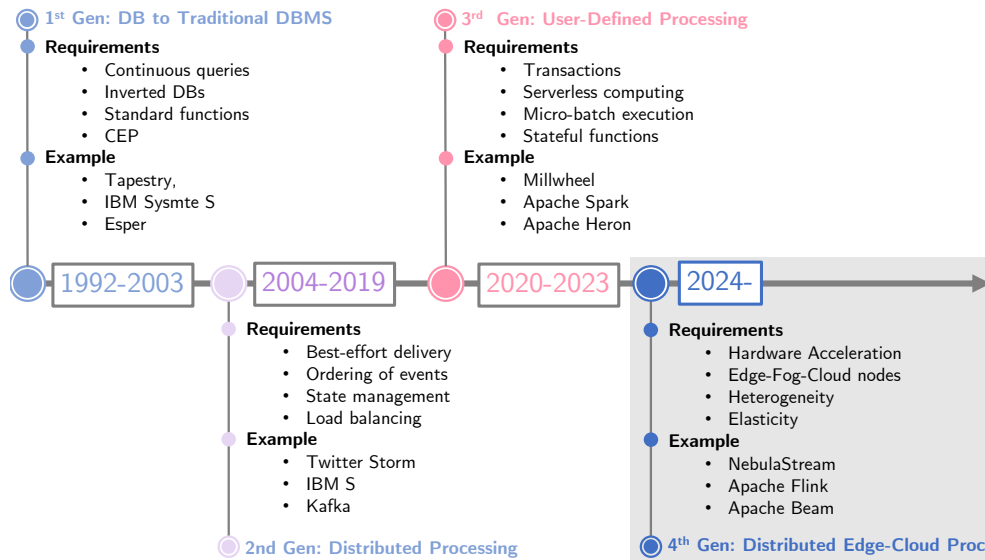 1st Gen: DB to Traditional DBMS
Requirements
• Continuous queries
• Inverted DBs
• Standard functions
• CEP
Example
• Tapestry,
• IBM Sysmte S
• Esper
3rd Gen: User-Defined Processing
Requirements
• Transactions
• Serverless computing
• Micro-batch execution
• Stateful functions
Example
• Millwheel
• Apache Spark
• Apache Heron
1992-2003
2004-2019
2020-2023
2024-
Requirements
• Best-effort delivery
• Ordering of events
• State management
• Load balancing
Example
• Twitter Storm
• IBM S
• Kafka
2nd Gen: Distributed Processing
Requirements
• Hardware Acceleration
• Edge-Fog-Cloud nodes
• Heterogeneity
• Elasticity
Example
• NebulaStream
• Apache Flink
• Apache Beam
4th Gen: Distributed Edge-Cloud Proc